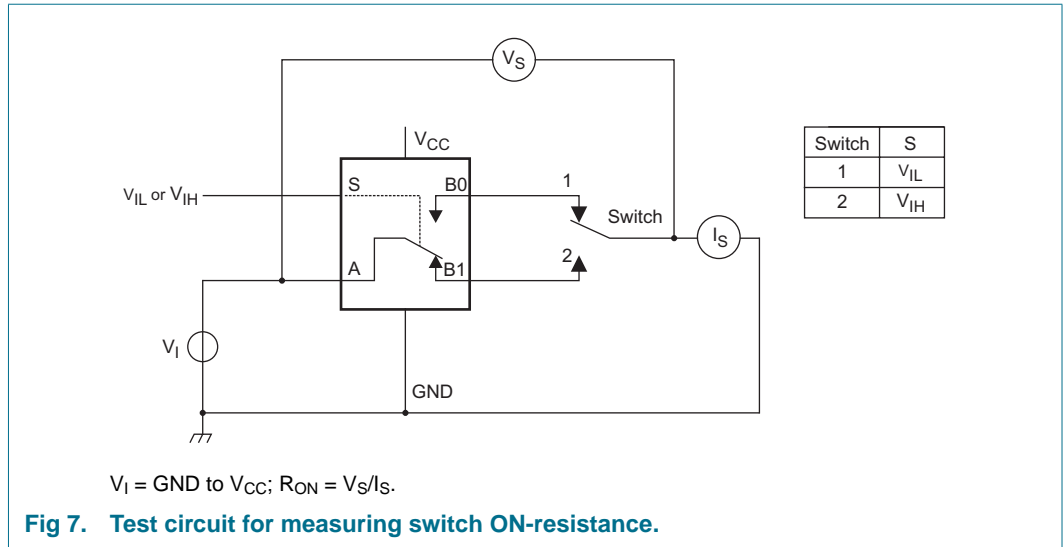 VS
VCC
Switch S
1 VIL
2 VIH
VIL or VIH
S
B0
1
Switch
IS
2
A
B1
VI
GND
VI = GND to VCC; RON = VS/IS.
Fig 7. Test circuit for measuring switch ON-resistance.